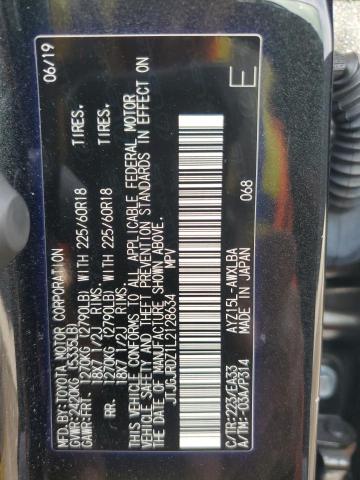 MFD. BY: TOYOTA MOTOR CORPORATION 06/19
GVWR: 2420KG (5335LB)
GAWR: FRT. 1270KG (2790LB) WITH 225/60R18 TIRES.
18X7 1/2J RIMS.
RR. 1270KG (2790LB) WITH 225/60R18 TIRES.
18X7 1/2J RIMS.
THIS VEHICLE CONFORMS TO ALL APPLICABLE FEDERAL MOTOR
VEHICLE SAFETY AND THEFT PREVENTION STANDARDS IN EFFECT ON
THE DATE OF MANUFACTURE SHOWN ABOVE.
JTJGJRDZ1L2128634 MPV
E
068
C/TR:223/EA33 AYZ15L-AWXLBA
A/TM:-03A/P314 MADE IN JAPAN